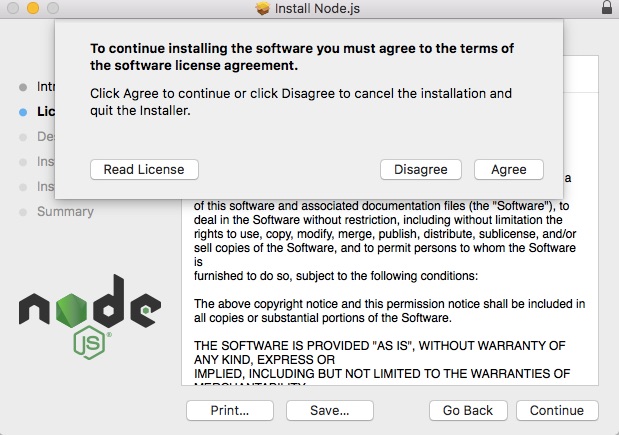 Install Node.js
To continue installing the software you must agree to the terms of
the software license agreement.
Click Agree to continue or click Disagree to cancel the installation and
quit the Installer.
Read License
Disagree
Agree
Intr
Lic
De
Ins
Ins
Summary
node
JS®
a
of this software and associated documentation files (the "Software"), to
deal in the Software without restriction, including without limitation the
rights to use, copy, modify, merge, publish, distribute, sublicense, and/or
sell copies of the Software, and to permit persons to whom the Software
is
furnished to do so, subject to the following conditions:
The above copyright notice and this permission notice shall be included in
all copies or substantial portions of the Software.
THE SOFTWARE IS PROVIDED "AS IS", WITHOUT WARRANTY OF
ANY KIND, EXPRESS OR
IMPLIED, INCLUDING BUT NOT LIMITED TO THE WARRANTIES OF
MERCHANTABILITY
Print...
Save...
Go Back
Continue